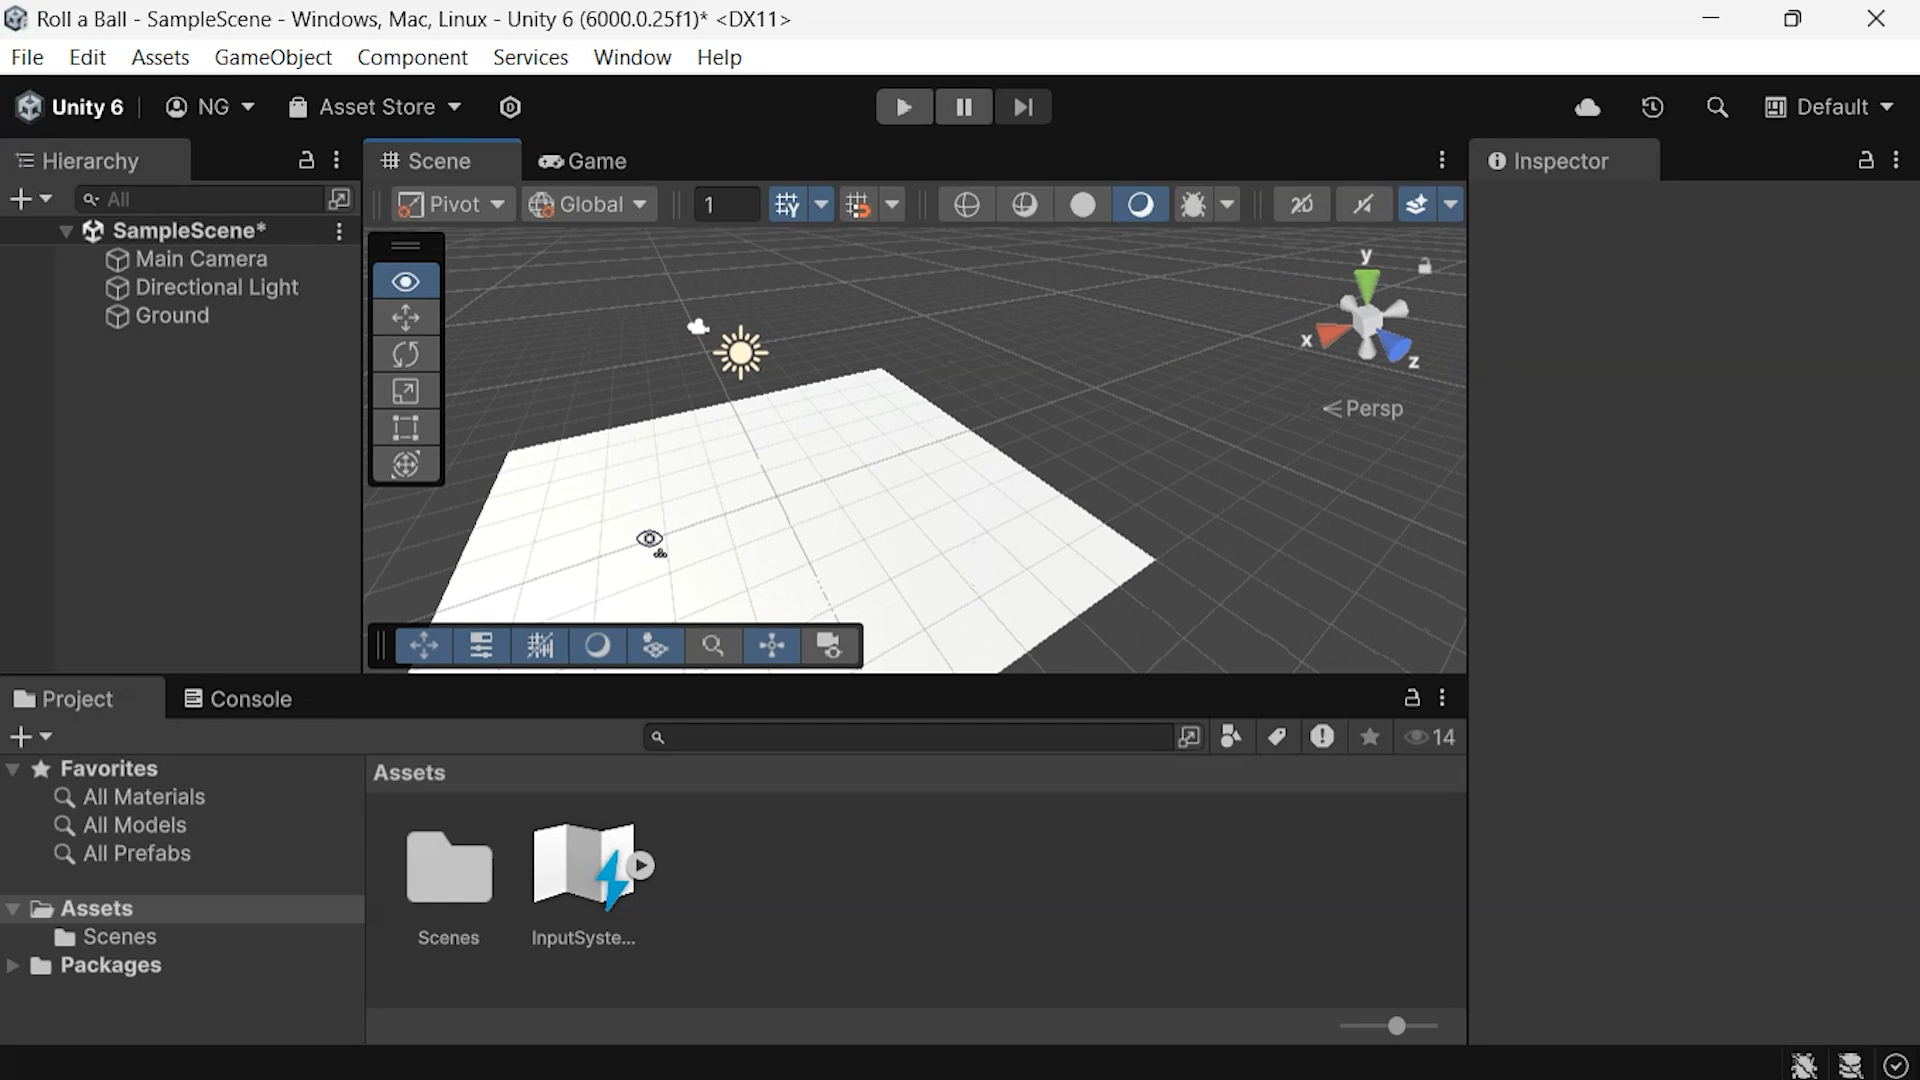 Roll a Ball - SampleScene - Windows, Mac, Linux - Unity 6 (6000.0.25f1)* <DX11>
File Edit Assets GameObject Component Services Window Help
Unity 6 NG Asset Store Default
Hierarchy Scene Game Inspector
All Pivot Global 1 2D
SampleScene*
Main Camera
Directional Light
Ground
y
x
z
Persp
Project Console
14
Favorites
All Materials
All Models
All Prefabs
Assets
Scenes
Packages
Assets
Scenes InputSyste...